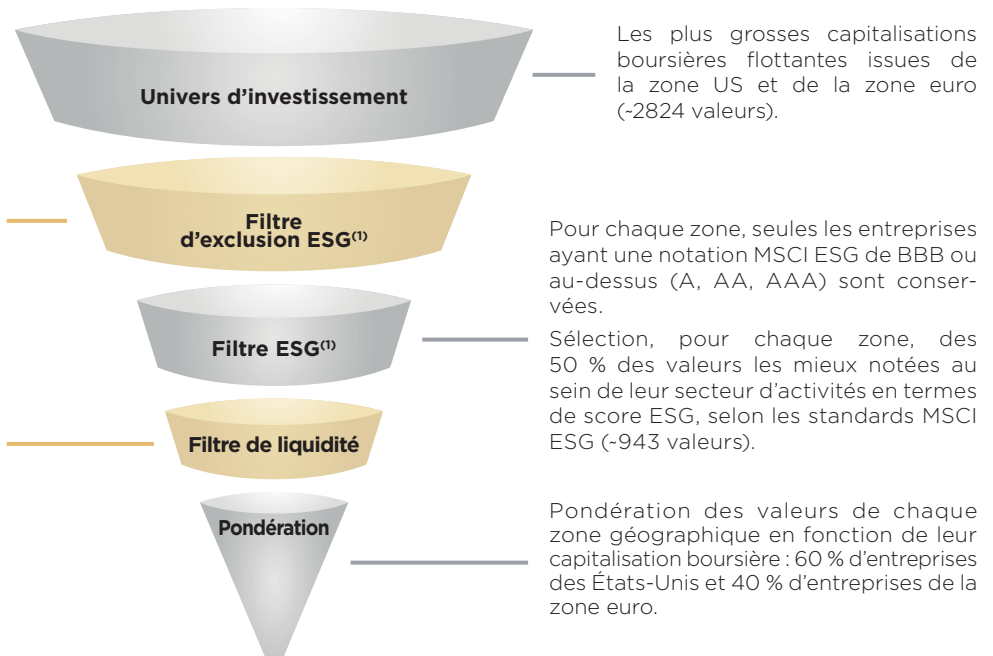 Univers d’investissement
Les plus grosses capitalisations
boursières flottantes issues de
la zone US et de la zone euro
(~2824 valeurs).
Filtre
d’exclusion ESG(1)
Filtre ESG(1)
Pour chaque zone, seules les entreprises
ayant une notation MSCI ESG de BBB ou
au-dessus (A, AA, AAA) sont conser-
vées.
Sélection, pour chaque zone, des
50 % des valeurs les mieux notées au
sein de leur secteur d’activités en termes
de score ESG, selon les standards MSCI
ESG (~943 valeurs).
Filtre de liquidité
Pondération
Pondération des valeurs de chaque
zone géographique en fonction de leur
capitalisation boursière : 60 % d’entreprises
des États-Unis et 40 % d’entreprises de la
zone euro.